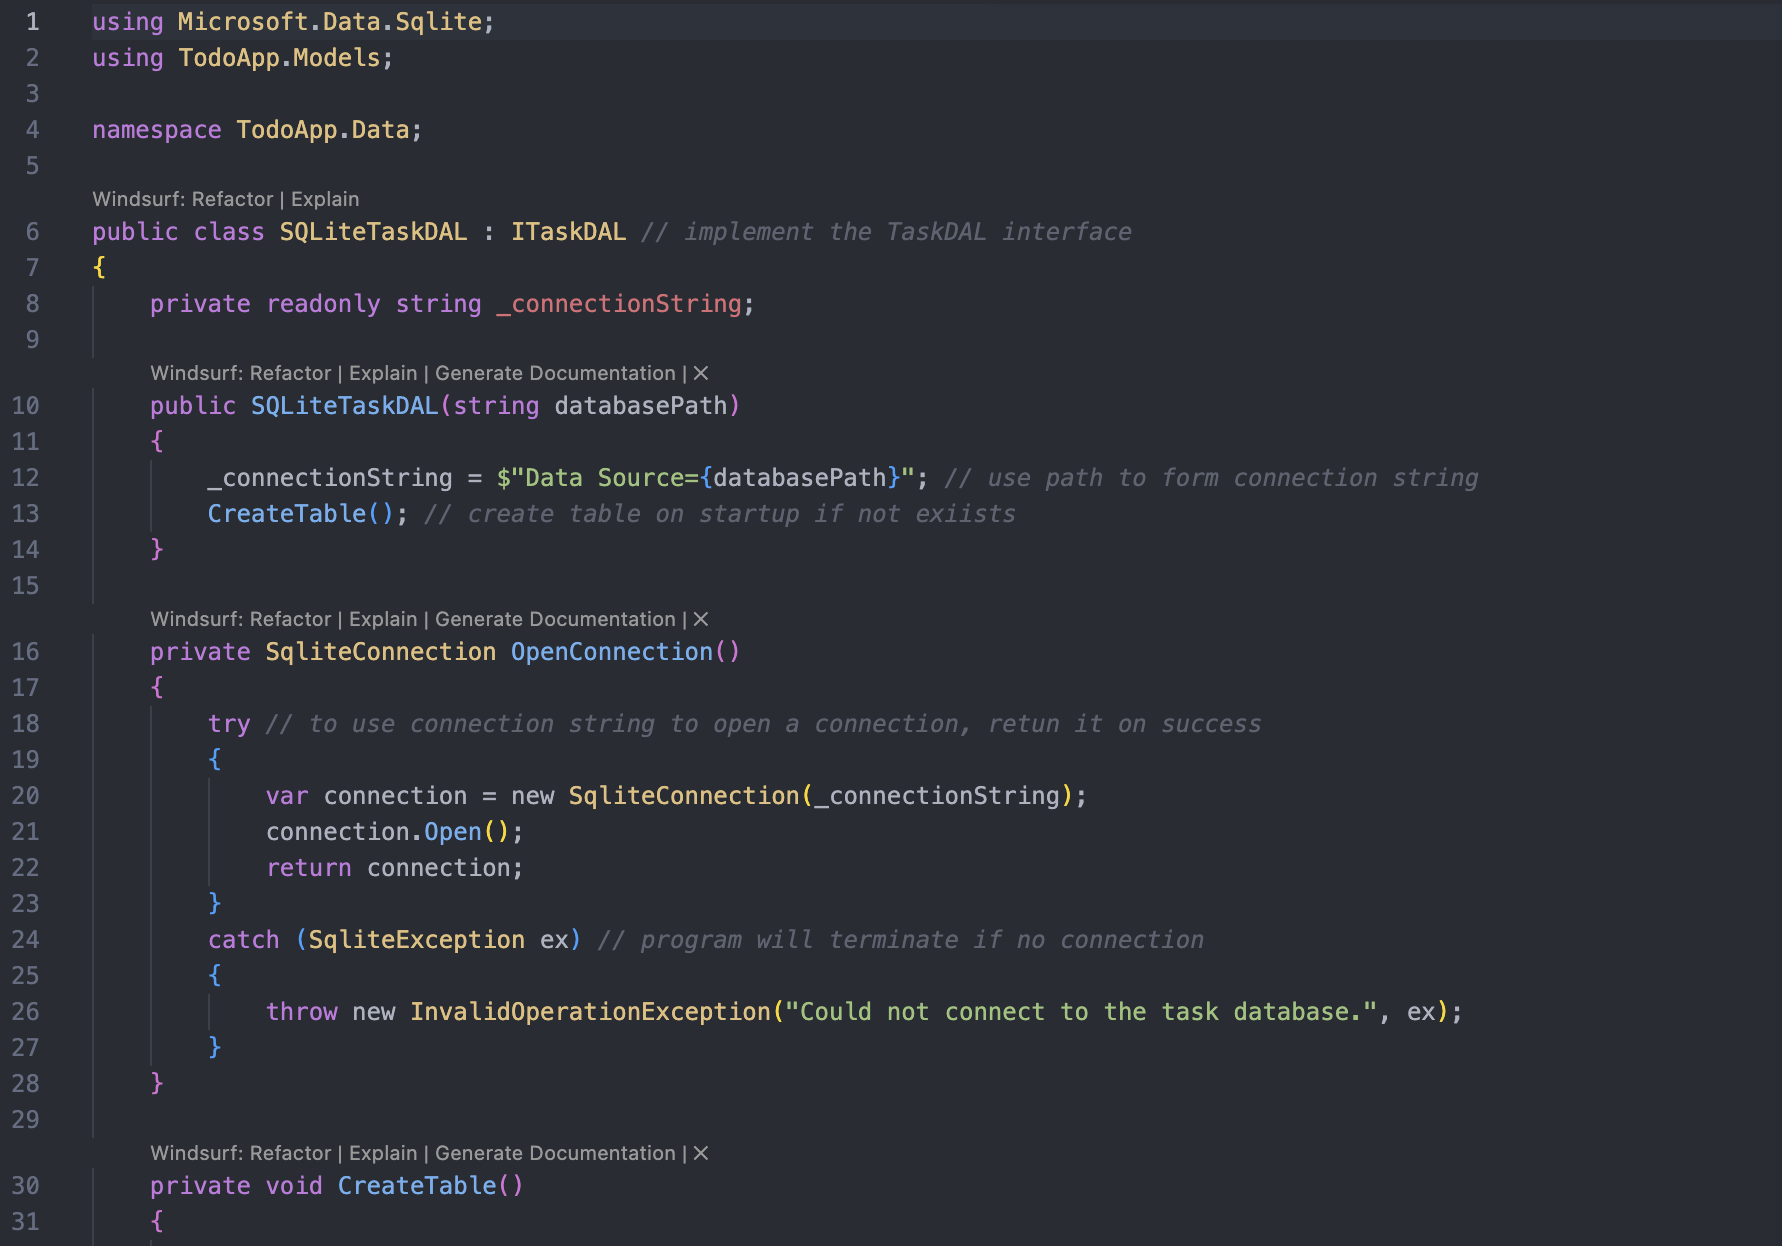 1 using Microsoft.Data.Sqlite;
2 using TodoApp.Models;
3
4 namespace TodoApp.Data;
5
Windsurf: Refactor | Explain
6 public class SQLiteTaskDAL : ITaskDAL // implement the TaskDAL interface
7 {
8     private readonly string _connectionString;
9
Windsurf: Refactor | Explain | Generate Documentation | ✕
10     public SQLiteTaskDAL(string databasePath)
11     {
12         _connectionString = $"Data Source={databasePath}"; // use path to form connection string
13         CreateTable(); // create table on startup if not exiists
14     }
15
Windsurf: Refactor | Explain | Generate Documentation | ✕
16     private SqliteConnection OpenConnection()
17     {
18         try // to use connection string to open a connection, retun it on success
19         {
20             var connection = new SqliteConnection(_connectionString);
21             connection.Open();
22             return connection;
23         }
24         catch (SqliteException ex) // program will terminate if no connection
25         {
26             throw new InvalidOperationException("Could not connect to the task database.", ex);
27         }
28     }
29
Windsurf: Refactor | Explain | Generate Documentation | ✕
30     private void CreateTable()
31     {